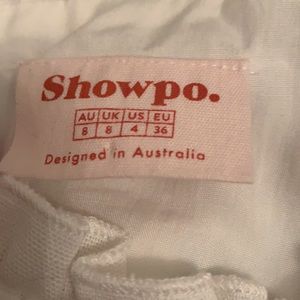 Showpo.
AU UK US EU
8 8 4 36
Designed in Australia